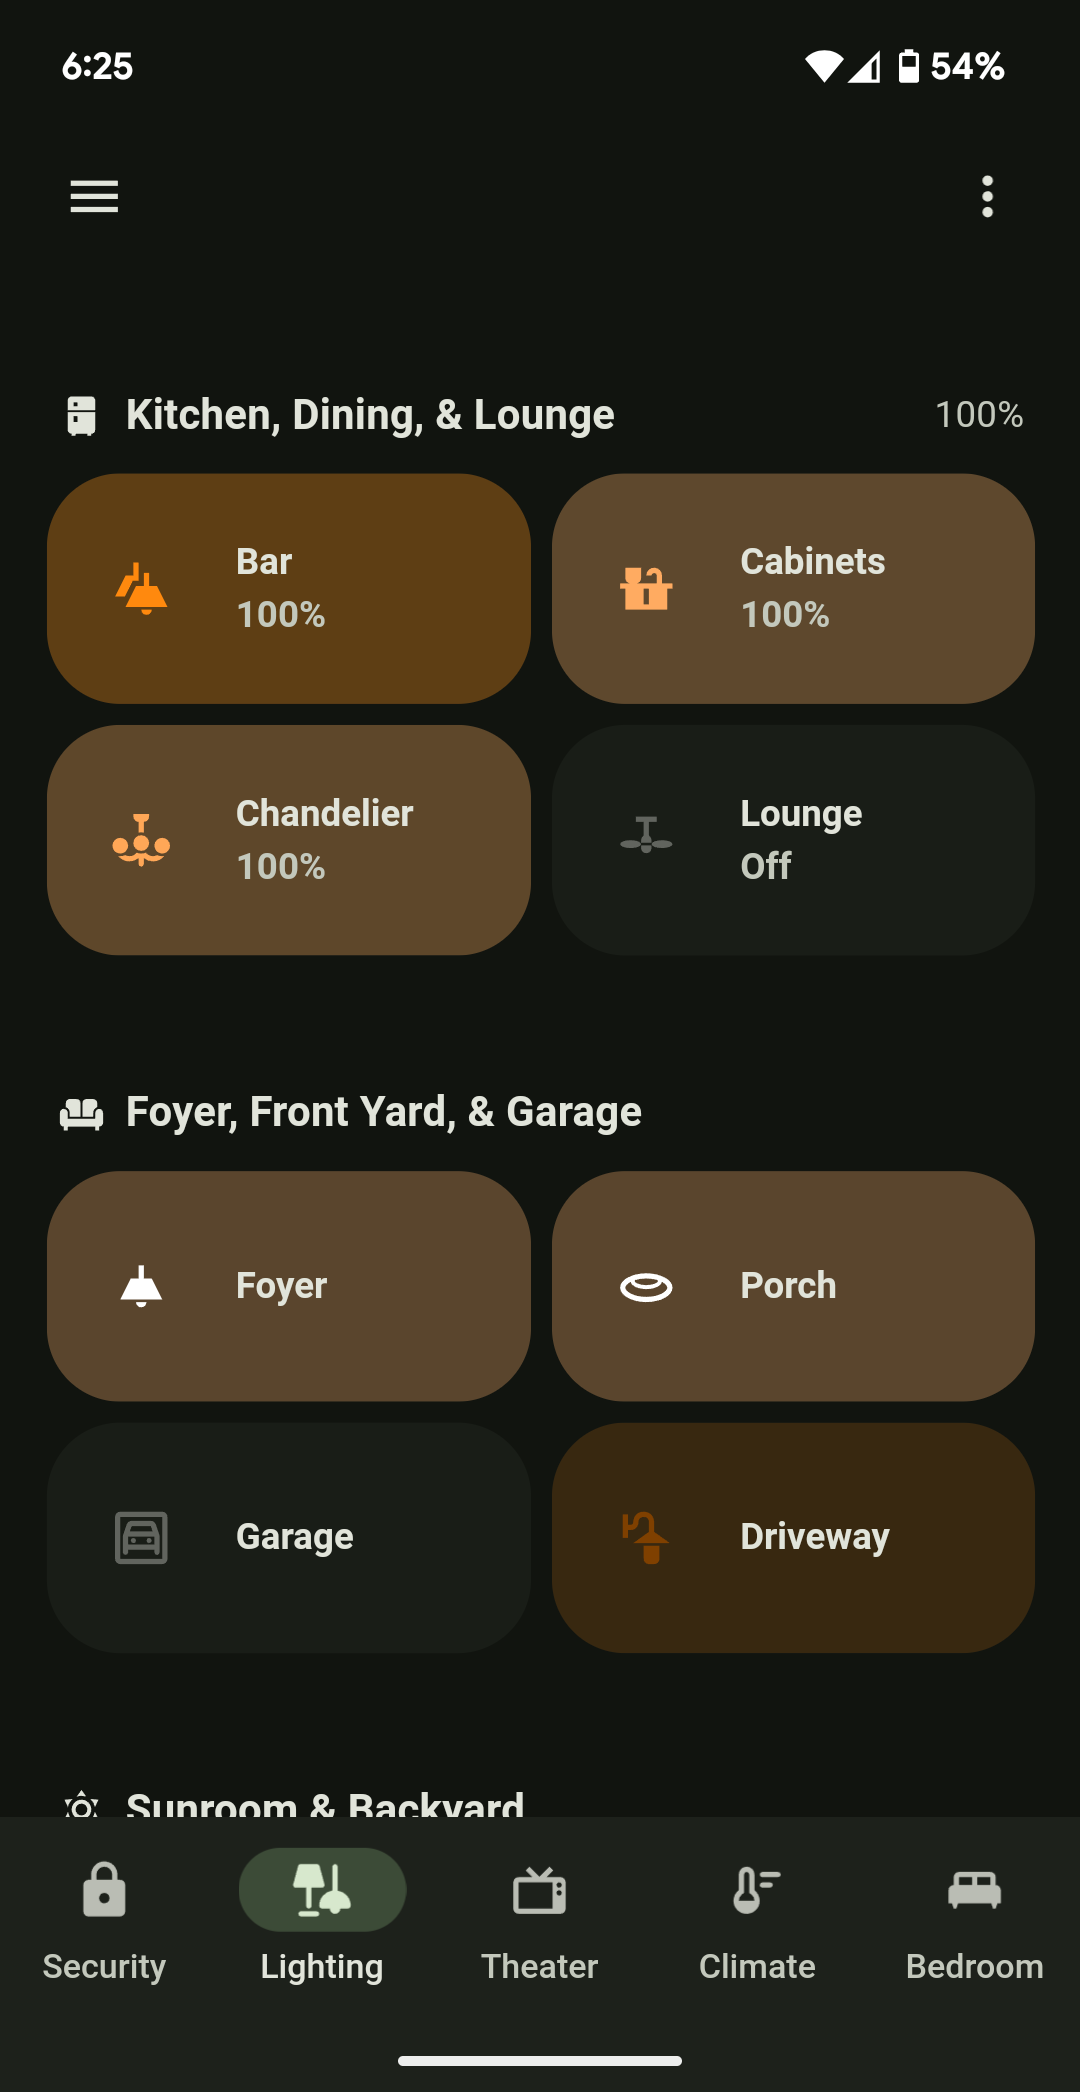 6:25
54%
Kitchen, Dining, & Lounge
100%
Bar
100%
Cabinets
100%
Chandelier
100%
Lounge
Off
Foyer, Front Yard, & Garage
Foyer
Porch
Garage
Driveway
Sunroom & Backyard
Security
Lighting
Theater
Climate
Bedroom